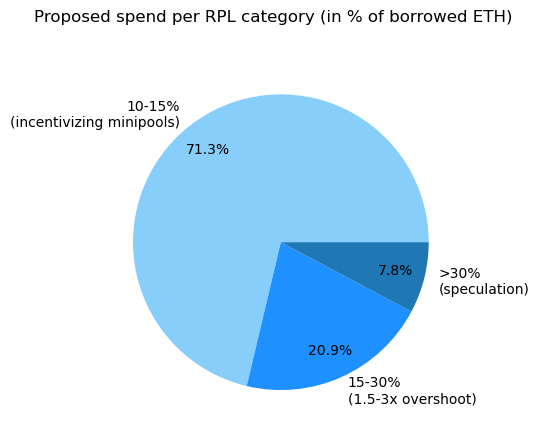 Proposed spend per RPL category (in % of borrowed ETH)
10-15%
(incentivizing minipools)
71.3%
7.8%
>30%
(speculation)
20.9%
15-30%
(1.5-3x overshoot)